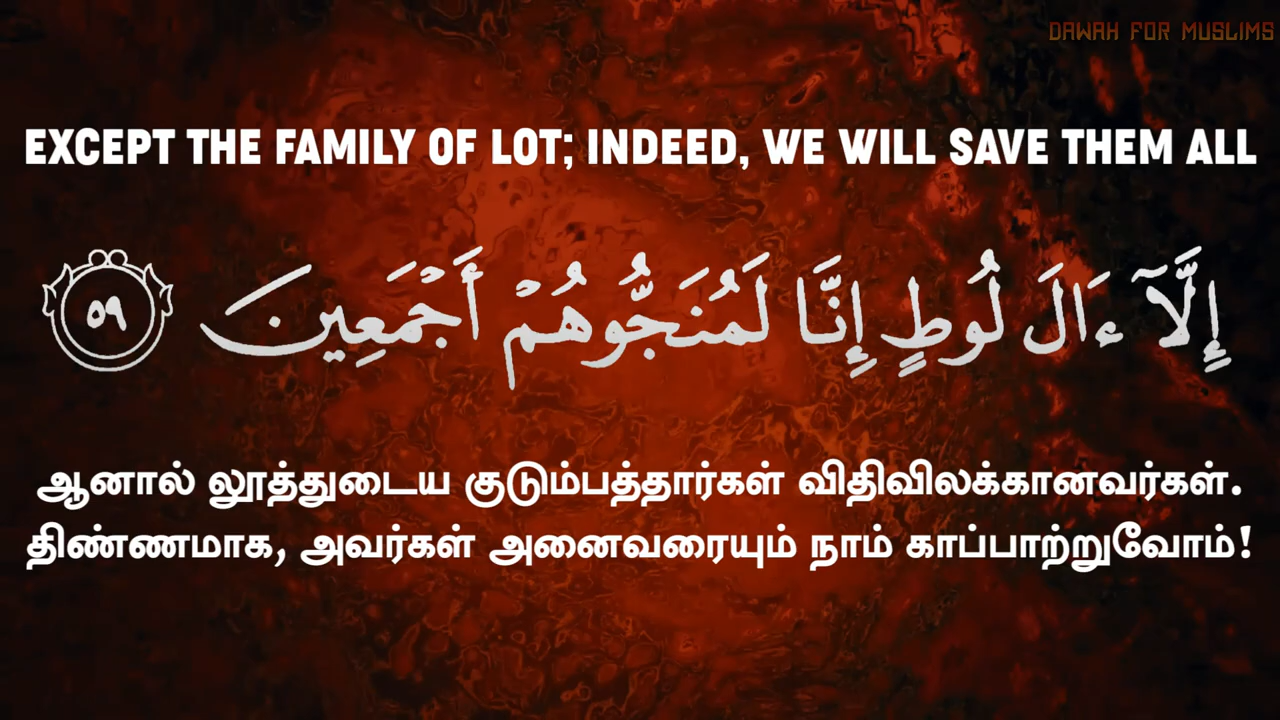 DAWAH FOR MUSLIMS
EXCEPT THE FAMILY OF LOT; INDEED, WE WILL SAVE THEM ALL
إِلَّآ ءَالَ لُوطٍ إِنَّا لَمُنَجُّوهُمْ أَجْمَعِينَ ٥٩
ஆனால் லூத்துடைய குடும்பத்தார்கள் விதிவிலக்கானவர்கள்.
திண்ணமாக, அவர்கள் அனைவரையும் நாம் காப்பாற்றுவோம்!